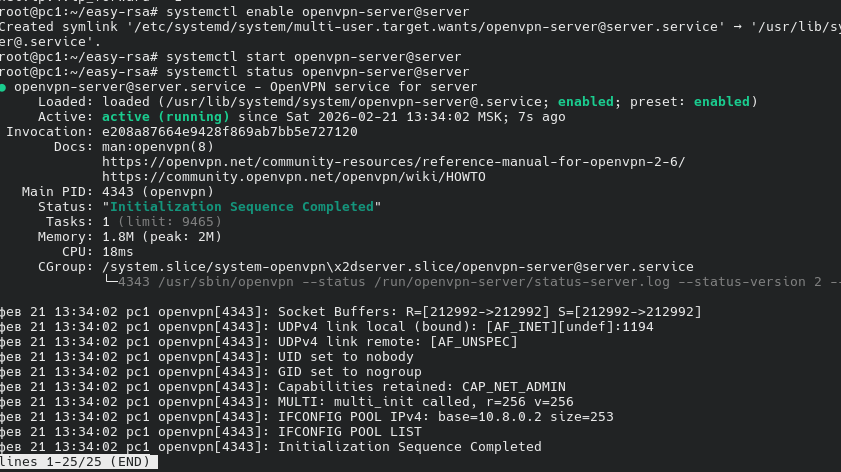 root@pc1:~/easy-rsa# systemctl enable openvpn-server@server
Created symlink '/etc/systemd/system/multi-user.target.wants/openvpn-server@server.service' → '/usr/lib/sy
er@.service'.
root@pc1:~/easy-rsa# systemctl start openvpn-server@server
root@pc1:~/easy-rsa# systemctl status openvpn-server@server
● openvpn-server@server.service - OpenVPN service for server
Loaded: loaded (/usr/lib/systemd/system/openvpn-server@.service; enabled; preset: enabled)
Active: active (running) since Sat 2026-02-21 13:34:02 MSK; 7s ago
Invocation: e208a87664e9428f869ab7bb5e727120
Docs: man:openvpn(8)
https://openvpn.net/community-resources/reference-manual-for-openvpn-2-6/
https://community.openvpn.net/openvpn/wiki/HOWTO
Main PID: 4343 (openvpn)
Status: "Initialization Sequence Completed"
Tasks: 1 (limit: 9465)
Memory: 1.8M (peak: 2M)
CPU: 18ms
CGroup: /system.slice/system-openvpn\x2dserver.slice/openvpn-server@server.service
└─4343 /usr/sbin/openvpn --status /run/openvpn-server/status-server.log --status-version 2 --
фев 21 13:34:02 pc1 openvpn[4343]: Socket Buffers: R=[212992->212992] S=[212992->212992]
фев 21 13:34:02 pc1 openvpn[4343]: UDPv4 link local (bound): [AF_INET][undef]:1194
фев 21 13:34:02 pc1 openvpn[4343]: UDPv4 link remote: [AF_UNSPEC]
фев 21 13:34:02 pc1 openvpn[4343]: UID set to nobody
фев 21 13:34:02 pc1 openvpn[4343]: GID set to nogroup
фев 21 13:34:02 pc1 openvpn[4343]: Capabilities retained: CAP_NET_ADMIN
фев 21 13:34:02 pc1 openvpn[4343]: MULTI: multi_init called, r=256 v=256
фев 21 13:34:02 pc1 openvpn[4343]: IFCONFIG POOL IPv4: base=10.8.0.2 size=253
фев 21 13:34:02 pc1 openvpn[4343]: IFCONFIG POOL LIST
фев 21 13:34:02 pc1 openvpn[4343]: Initialization Sequence Completed
lines 1-25/25 (END)